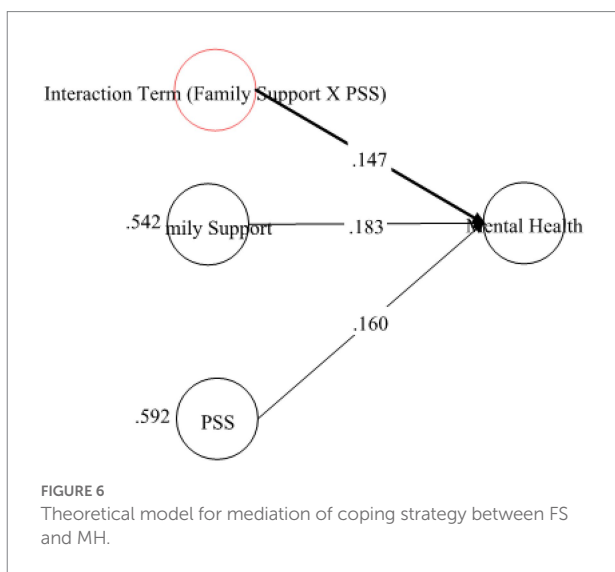 Interaction Term (Family Support X PSS)
.147
.542 mily Support
.183
Mental Health
.160
.592
PSS
FIGURE 6
Theoretical model for mediation of coping strategy between FS
and MH.